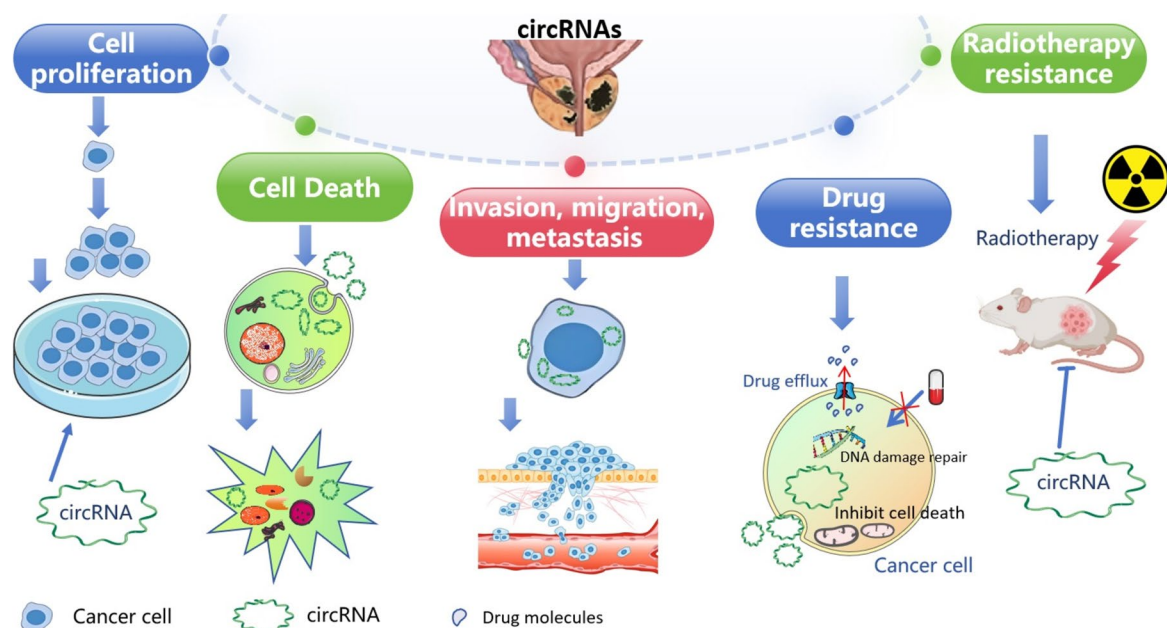 circRNAs
Cell
proliferation
Cell Death
Invasion, migration,
metastasis
Drug
resistance
Radiotherapy
resistance
Radiotherapy
Drug efflux
DNA damage repair
Inhibit cell death
Cancer cell
circRNA
circRNA
Cancer cell
circRNA
Drug molecules